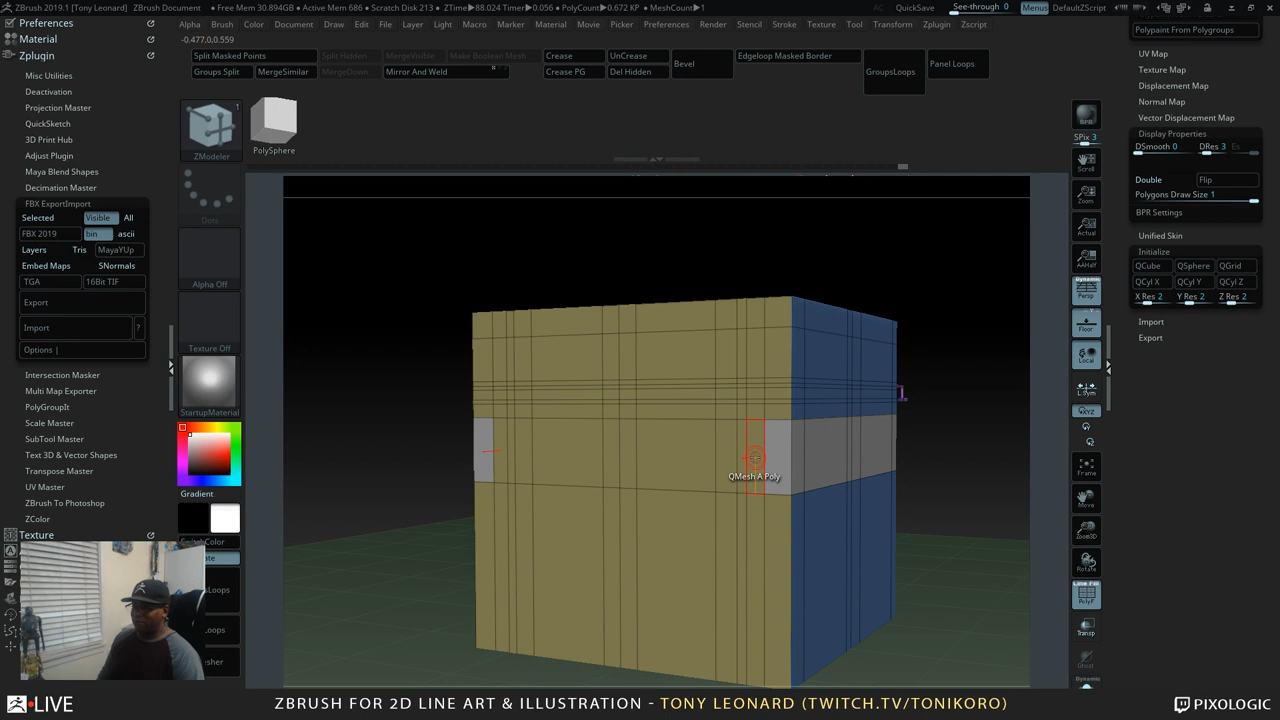 ZBrush 2019.1 [Tony Leonard] ZBrush Document • Free Mem 30.894GB • Active Mem 686 • Scratch Disk 213 • ZTime▶88.024 Timer▶0.056 • PolyCount▶0.672 KP • MeshCount▶1
AC QuickSave See-through 0 Menus DefaultZScript
Alpha Brush Color Document Draw Edit File Layer Light Macro Marker Material Movie Picker Preferences Render Stencil Stroke Texture Tool Transform Zplugin Zscript
-0.477,0.559
Preferences
Material
Zplugin
Misc Utilities
Deactivation
Projection Master
QuickSketch
3D Print Hub
Adjust Plugin
Maya Blend Shapes
Decimation Master
FBX ExportImport
Selected Visible All
FBX 2019 bin ascii
Layers Tris MayaYUp
Embed Maps SNormals
TGA 16Bit TIF
Export
Import ?
Options |
Intersection Masker
Multi Map Exporter
PolyGroupIt
Scale Master
SubTool Master
Text 3D & Vector Shapes
Transpose Master
UV Master
ZBrush To Photoshop
ZColor
Texture
Split Masked Points Split Hidden MergeVisible Make Boolean Mesh
Groups Split MergeSimilar MergeDown Mirror And Weld
Crease UnCrease
Crease PG Del Hidden
Bevel
Edgeloop Masked Border
GroupsLoops
Panel Loops
1
ZModeler
PolySphere
Dots
Alpha Off
Texture Off
StartupMaterial
Gradient
QMesh A Poly
BPR
SPix 3
Scroll
Zoom
Actual
AAHalf
Dynamic
Persp
Floor
Local
L.Sym
XYZ
Frame
Move
Zoom3D
Rotate
Line Fill
PolyF
Transp
Ghost
Dynamic
Polypaint From Polygroups
UV Map
Texture Map
Displacement Map
Normal Map
Vector Displacement Map
Display Properties
DSmooth 0 DRes 3 Es
Double Flip
Polygons Draw Size 1
BPR Settings
Unified Skin
Initialize
QCube QSphere QGrid
QCyl X QCyl Y QCyl Z
X Res 2 Y Res 2 Z Res 2
Import
Export
LIVE
ZBRUSH FOR 2D LINE ART & ILLUSTRATION - TONY LEONARD (TWITCH.TV/TONIKORO)
PIXOLOGIC